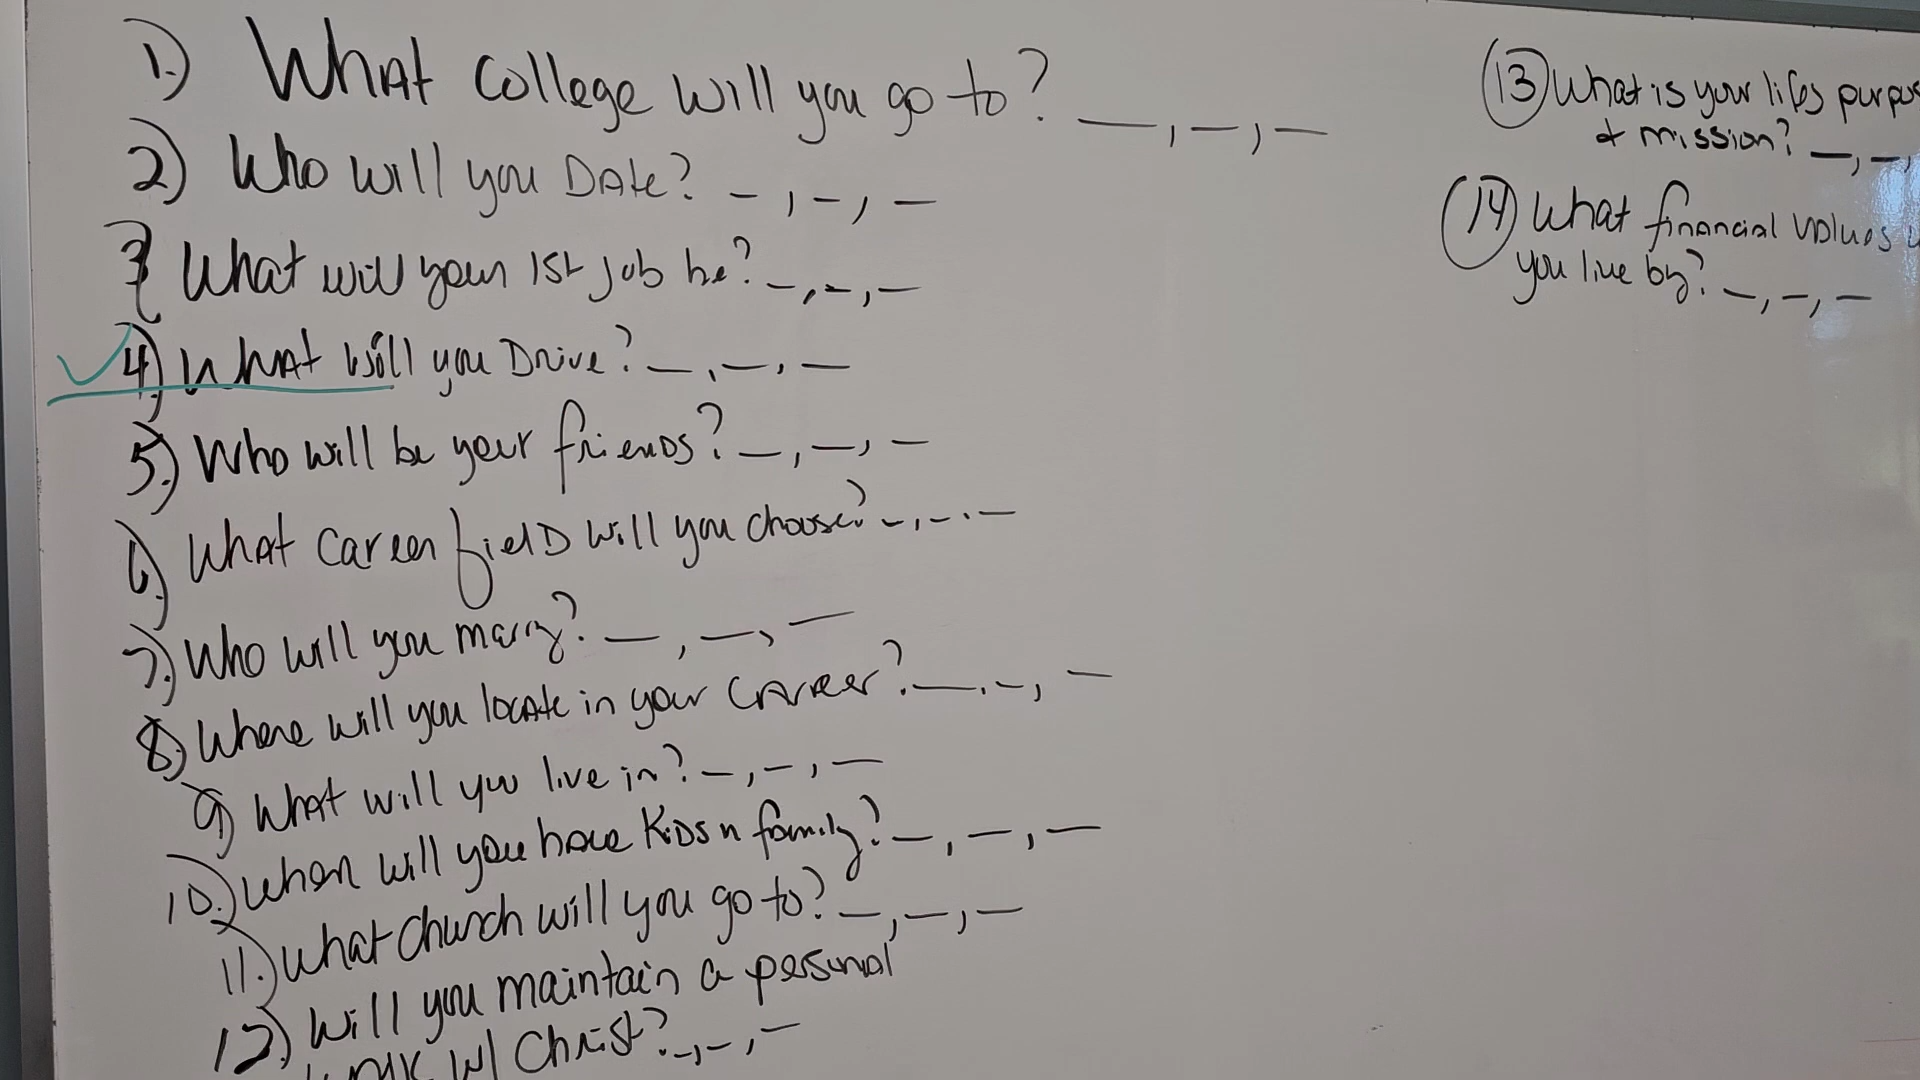 1.) What College will you go to? __, __, __
2) Who will you Date? _, _, _
3 What will your 1st job be? _, _, _
4) What Will you Drive? _, _, _
5.) Who will be your friends? _, _, _
6.) What Career field will you choose? _, _. _
7.) Who will you marry? _, _, _
8.) Where will you locate in your Career? _. _, _
9) What will you live in? _, _, _
10.) When will you have Kids n family? _, _, _
11.) What church will you go to? _, _, _
12.) Will you maintain a personal
walk w/ Christ? _, _, _
(13) What is your lifes
& mission? _, _,
(14) What financial values
you live by? _, _, _